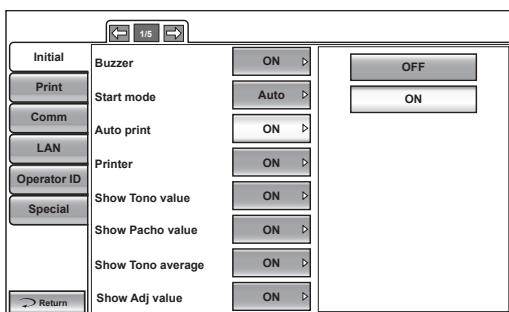 1/5
Initial
Print
Comm
LAN
Operator ID
Special
Return
Buzzer ON
Start mode Auto
Auto print ON
Printer ON
Show Tono value ON
Show Pacho value ON
Show Tono average ON
Show Adj value ON
OFF
ON